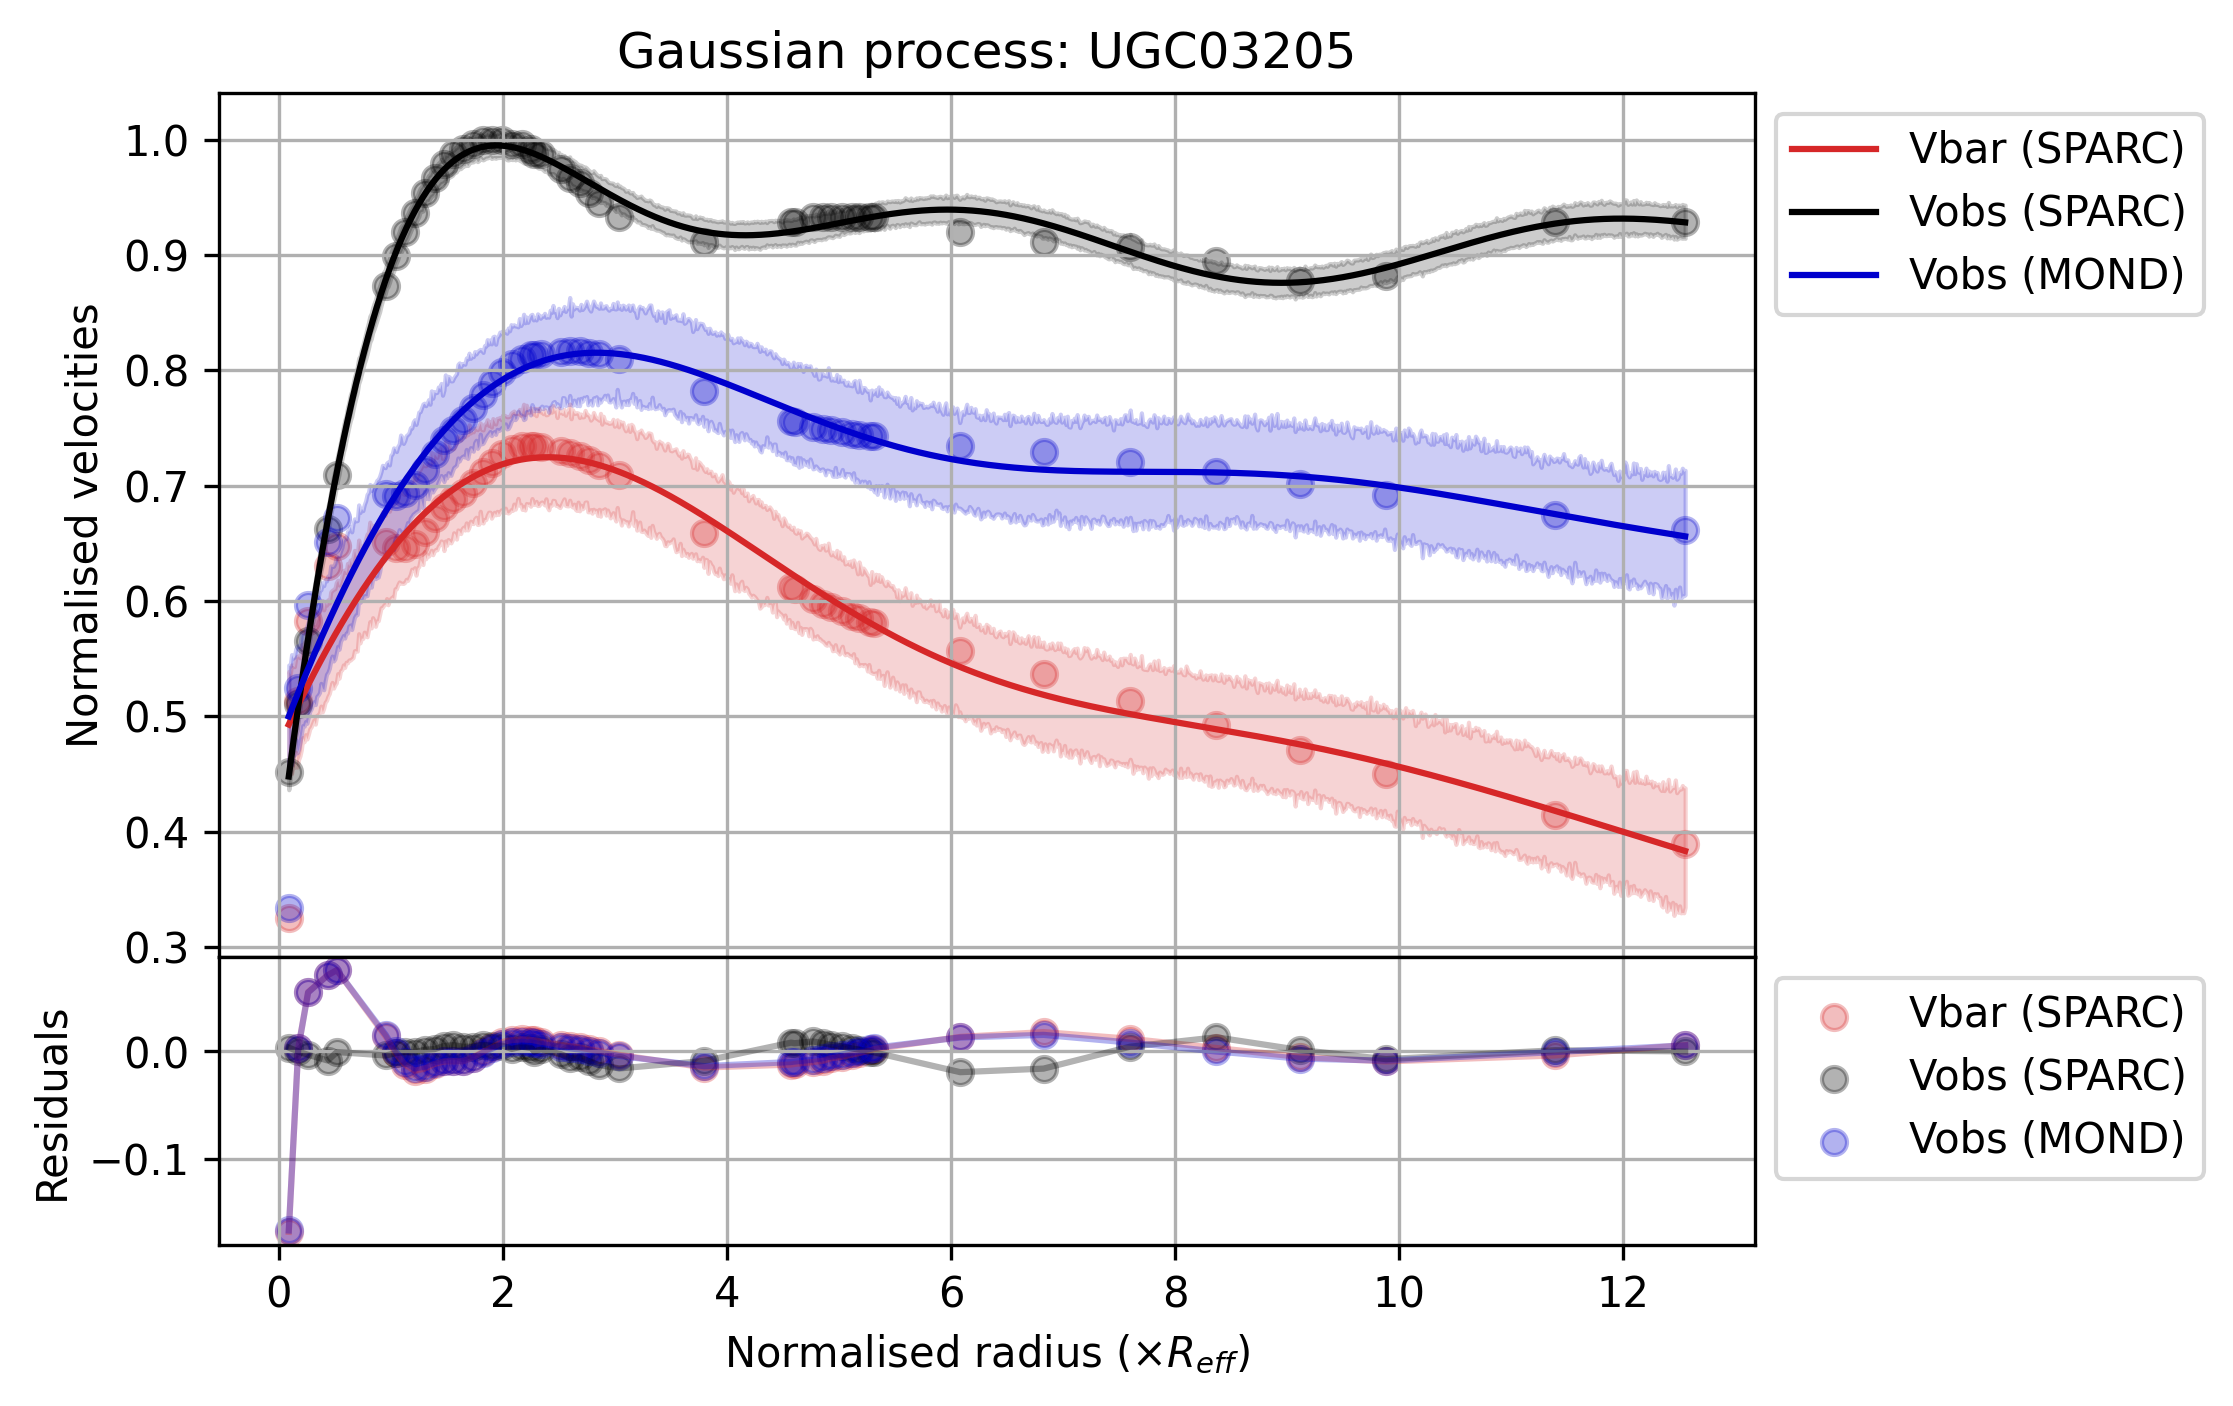 Gaussian process: UGC03205
Normalised velocities
1.0
0.9
0.8
0.7
0.6
0.5
0.4
0.3
Vbar (SPARC)
Vobs (SPARC)
Vobs (MOND)
Residuals
0.0
−0.1
Vbar (SPARC)
Vobs (SPARC)
Vobs (MOND)
0 2 4 6 8 10 12
Normalised radius (×R_eff)